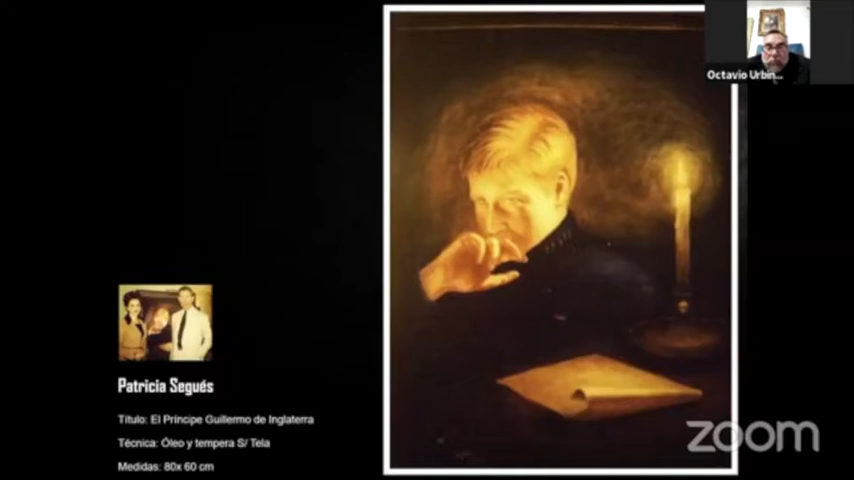 Octavio Urbin...
Patricia Segués
Título: El Príncipe Guillermo de Inglaterra
Técnica: Óleo y tempera S/ Tela
Medidas: 80x 60 cm
zoom